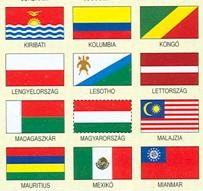 KIRIBATI KOLUMBIA KONGÓ
LENGYELORSZÁG LESOTHO LETTORSZÁG
MADAGASZKÁR MAGYARORSZÁG MALAJZIA
MAURITIUS MEXIKÓ MIANMAR